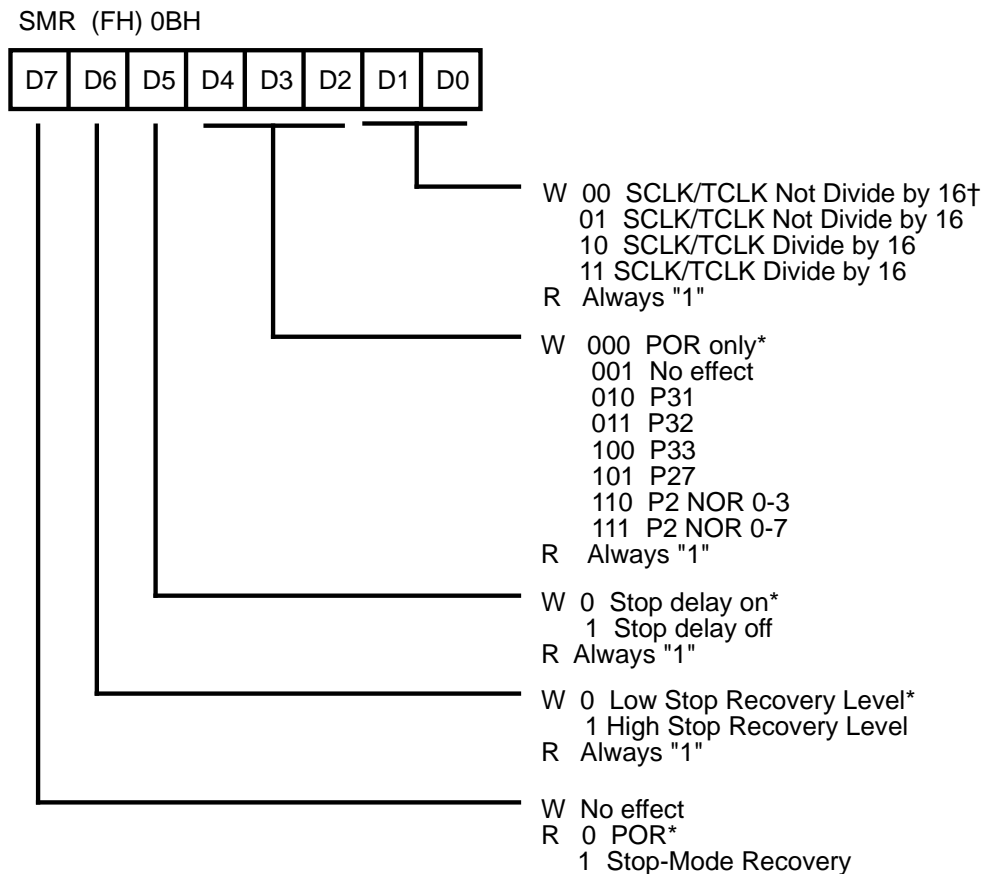 SMR (FH) 0BH
D7 D6 D5 D4 D3 D2 D1 D0
W 00 SCLK/TCLK Not Divide by 16†
01 SCLK/TCLK Not Divide by 16
10 SCLK/TCLK Divide by 16
11 SCLK/TCLK Divide by 16
R Always "1"
W 000 POR only*
001 No effect
010 P31
011 P32
100 P33
101 P27
110 P2 NOR 0-3
111 P2 NOR 0-7
R Always "1"
W 0 Stop delay on*
1 Stop delay off
R Always "1"
W 0 Low Stop Recovery Level*
1 High Stop Recovery Level
R Always "1"
W No effect
R 0 POR*
1 Stop-Mode Recovery